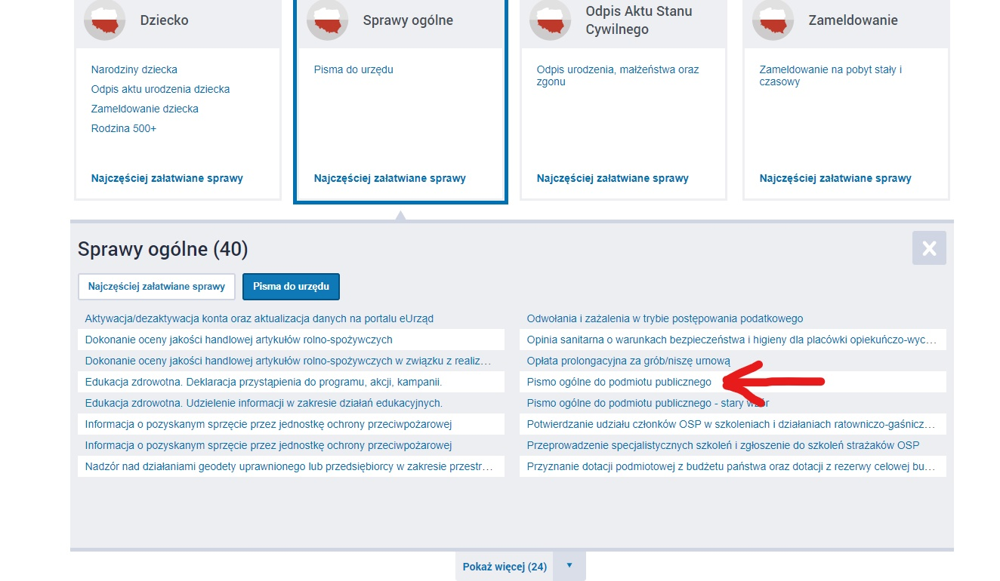 Dziecko
Narodziny dziecka
Odpis aktu urodzenia dziecka
Zameldowanie dziecka
Rodzina 500+
Najczęściej załatwiane sprawy
Sprawy ogólne
Pisma do urzędu
Najczęściej załatwiane sprawy
Odpis Aktu Stanu
Cywilnego
Odpis urodzenia, małżeństwa oraz
zgonu
Najczęściej załatwiane sprawy
Zameldowanie
Zameldowanie na pobyt stały i
czasowy
Najczęściej załatwiane sprawy
Sprawy ogólne (40)
Najczęściej załatwiane sprawy
Pisma do urzędu
Aktywacja/dezaktywacja konta oraz aktualizacja danych na portalu eUrząd
Dokonanie oceny jakości handlowej artykułów rolno-spożywczych
Dokonanie oceny jakości handlowej artykułów rolno-spożywczych w związku z realiz…
Edukacja zdrowotna. Deklaracja przystąpienia do programu, akcji, kampanii.
Edukacja zdrowotna. Udzielenie informacji w zakresie działań edukacyjnych.
Informacja o pozyskanym sprzęcie przez jednostkę ochrony przeciwpożarowej
Informacja o pozyskanym sprzęcie przez jednostkę ochrony przeciwpożarowej
Nadzór nad działaniami geodety uprawnionego lub przedsiębiorcy w zakresie przestr…
Odwołania i zażalenia w trybie postępowania podatkowego
Opinia sanitarna o warunkach bezpieczeństwa i higieny dla placówki opiekuńczo-wyc…
Opłata prolongacyjna za grób/niszę urnową
Pismo ogólne do podmiotu publicznego
Pismo ogólne do podmiotu publicznego - stary wzór
Potwierdzanie udziału członków OSP w szkoleniach i działaniach ratowniczo-gaśnicz…
Przeprowadzenie specjalistycznych szkoleń i zgłoszenie do szkoleń strażaków OSP
Przyznanie dotacji podmiotowej z budżetu państwa oraz dotacji z rezerwy celowej bu…
Pokaż więcej (24)